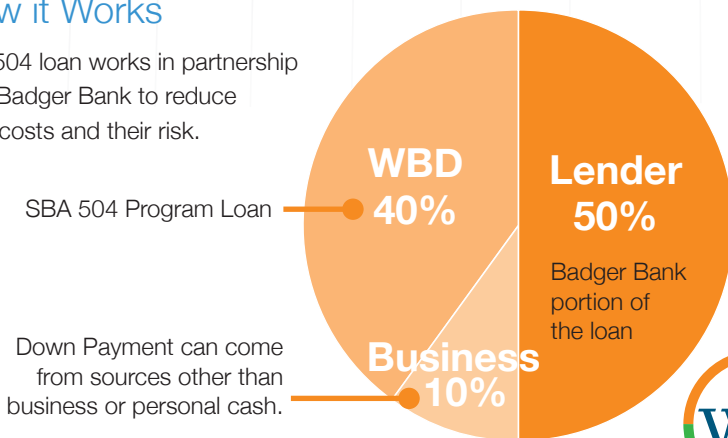 w it Works
504 loan works in partnership
Badger Bank to reduce
costs and their risk.
WBD
40%
SBA 504 Program Loan
Lender
50%
Badger Bank
portion of
the loan
Down Payment can come
from sources other than
business or personal cash.
Business
10%
W